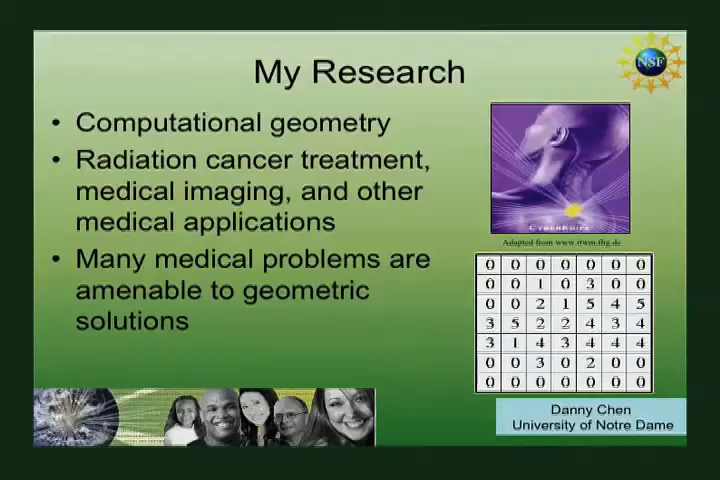 My Research
NSF
• Computational geometry
• Radiation cancer treatment,
medical imaging, and other
medical applications
• Many medical problems are
amenable to geometric
solutions
CYBERKNIFE
Adapted from www.itwm.fhg.de
0 0 0 0 0 0 0
0 0 1 0 3 0 0
0 0 2 1 5 4 5
3 5 2 2 4 3 4
3 1 4 3 4 4 4
0 0 3 0 2 0 0
0 0 0 0 0 0 0
Danny Chen
University of Notre Dame